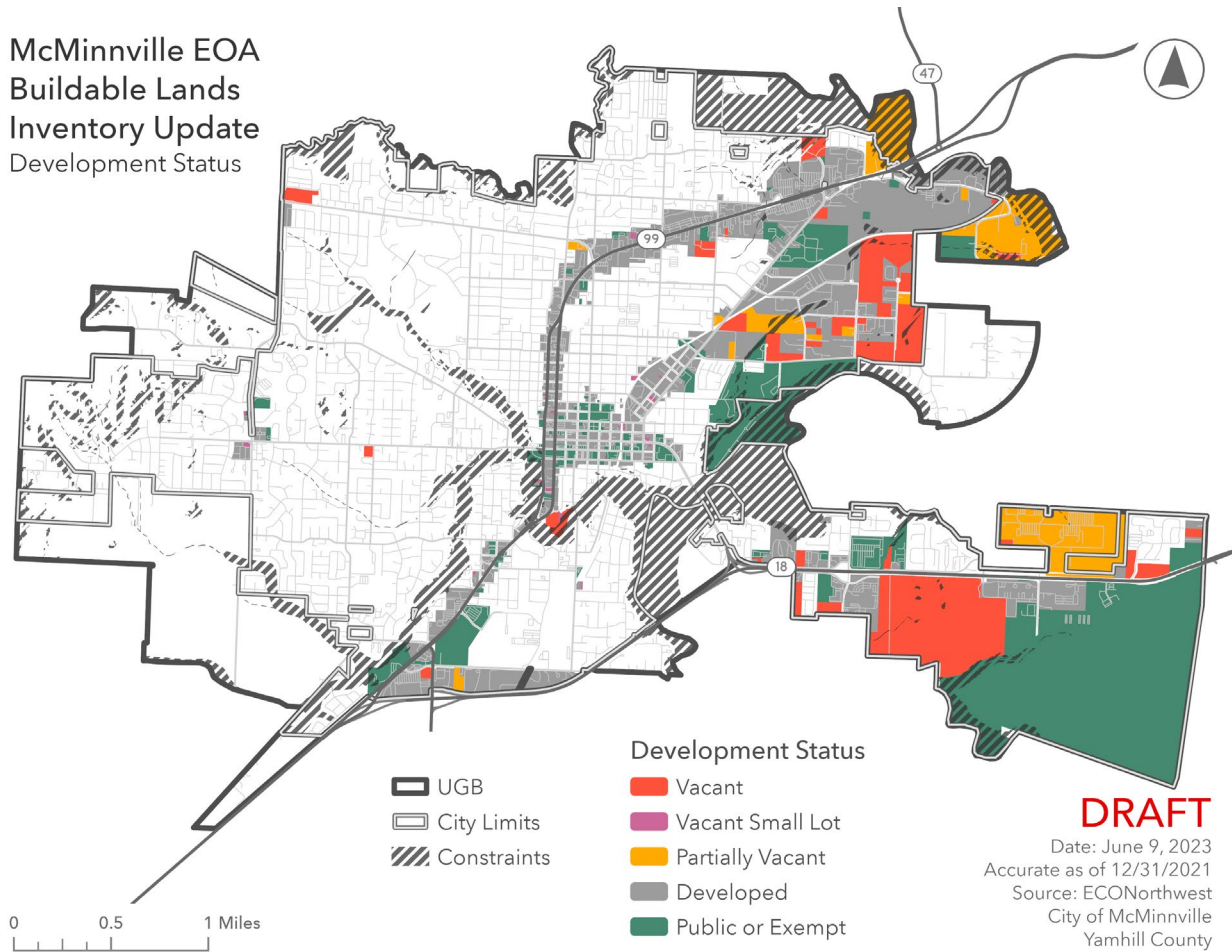 McMinnville EOA
Buildable Lands
Inventory Update
Development Status
47
99
18
UGB
City Limits
Constraints
Development Status
Vacant
Vacant Small Lot
Partially Vacant
Developed
Public or Exempt
DRAFT
Date: June 9, 2023
Accurate as of 12/31/2021
Source: ECONorthwest
City of McMinnville
Yamhill County
0 0.5 1 Miles